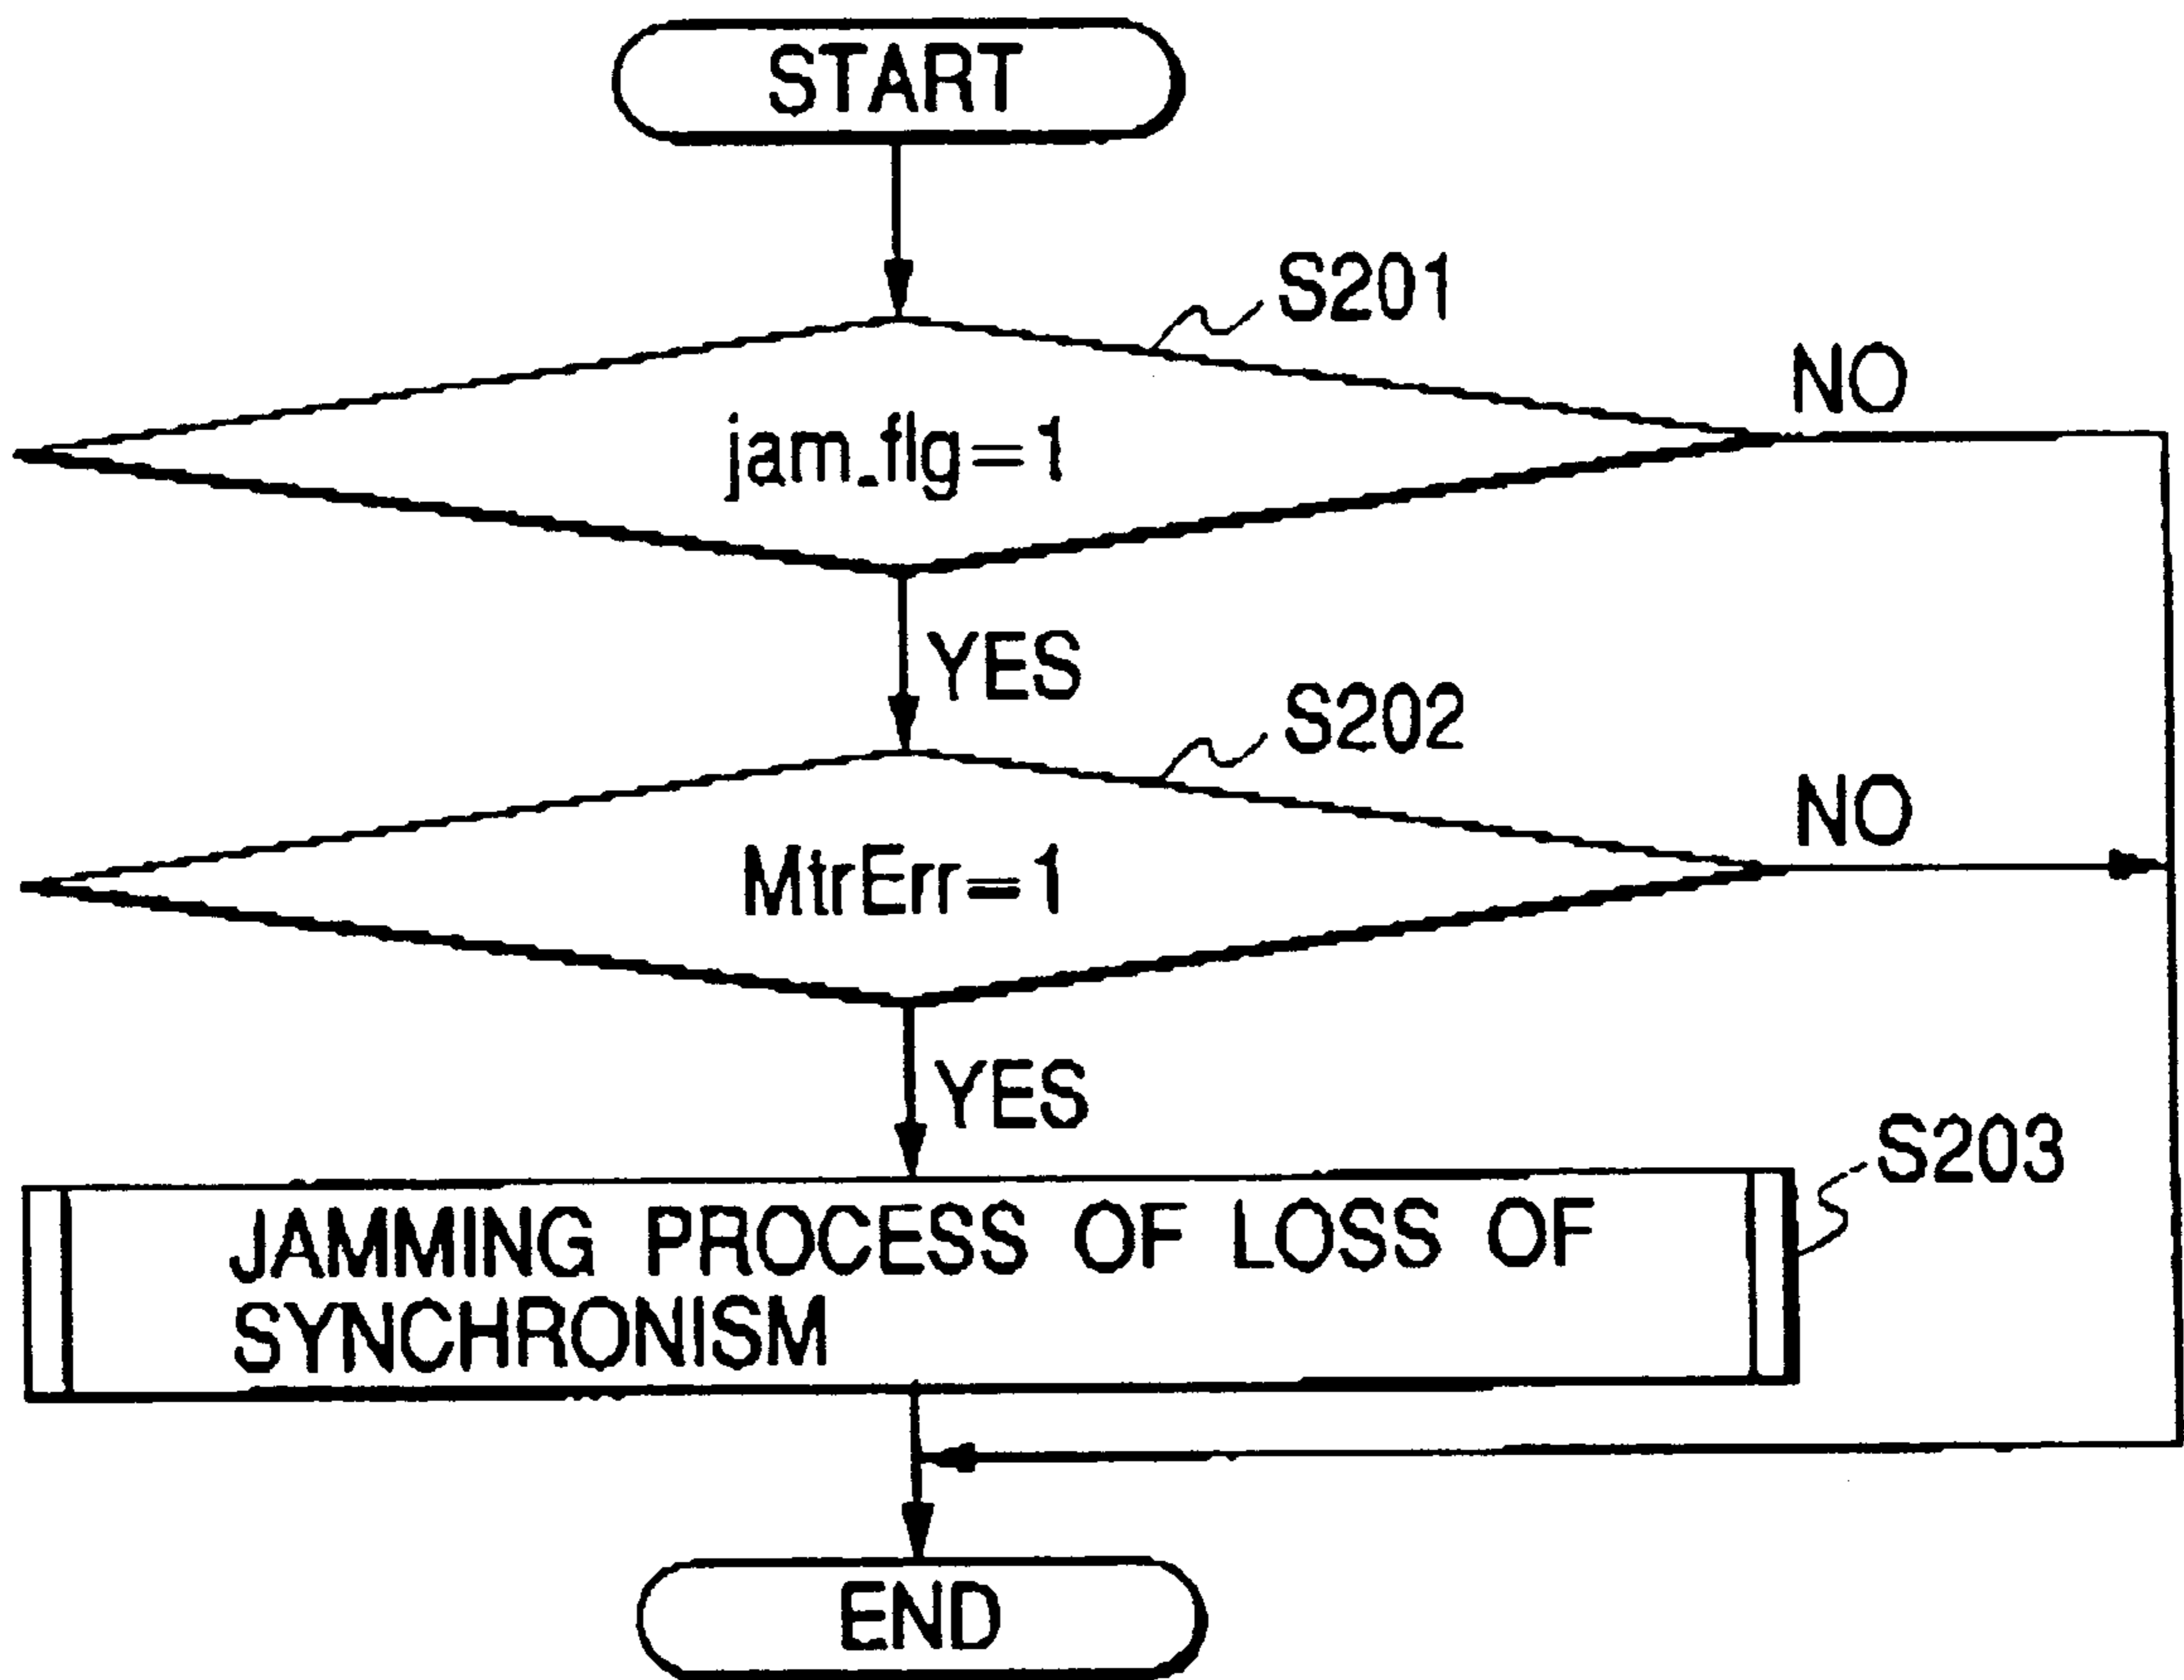 START
S201
NO
jam_flg=1
YES
S202
NO
MtrErr=1
YES
S203
JAMMING PROCESS OF LOSS OF
SYNCHRONISM
END